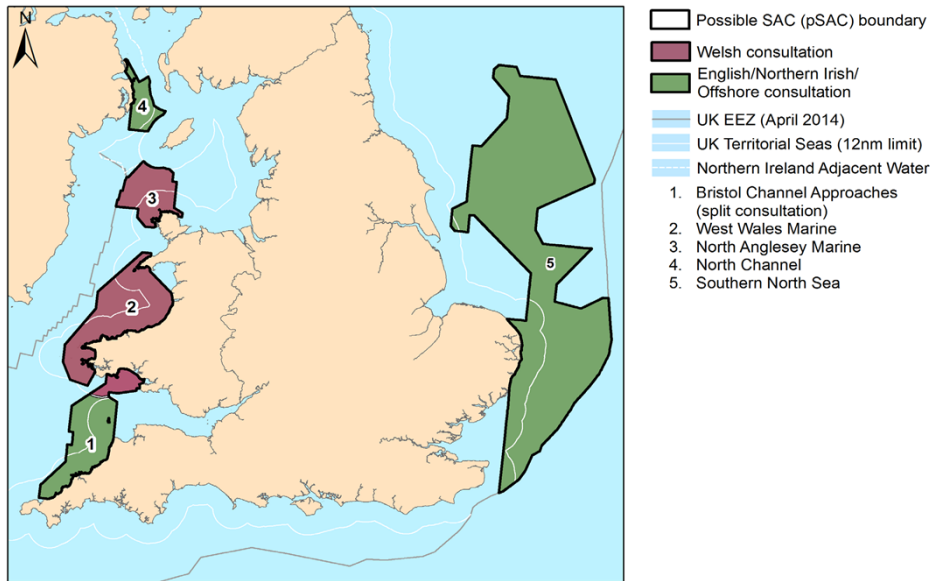 N
4
3
2
1
5
Possible SAC (pSAC) boundary
Welsh consultation
English/Northern Irish/
Offshore consultation
UK EEZ (April 2014)
UK Territorial Seas (12nm limit)
Northern Ireland Adjacent Water
1. Bristol Channel Approaches
(split consultation)
2. West Wales Marine
3. North Anglesey Marine
4. North Channel
5. Southern North Sea